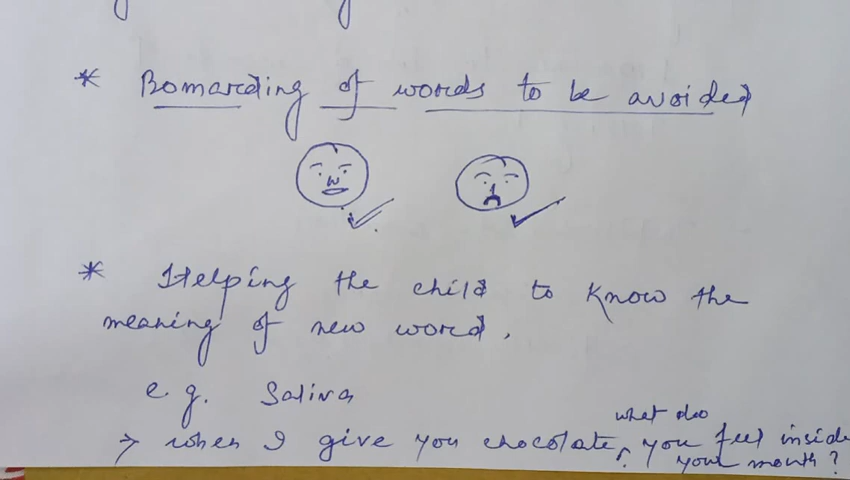 * Bomarding of words to be avoided
* Helping the child to know the
meaning of new word.
e.g. Saliva
> when I give you chocolate, what do you feel inside
your mouth?